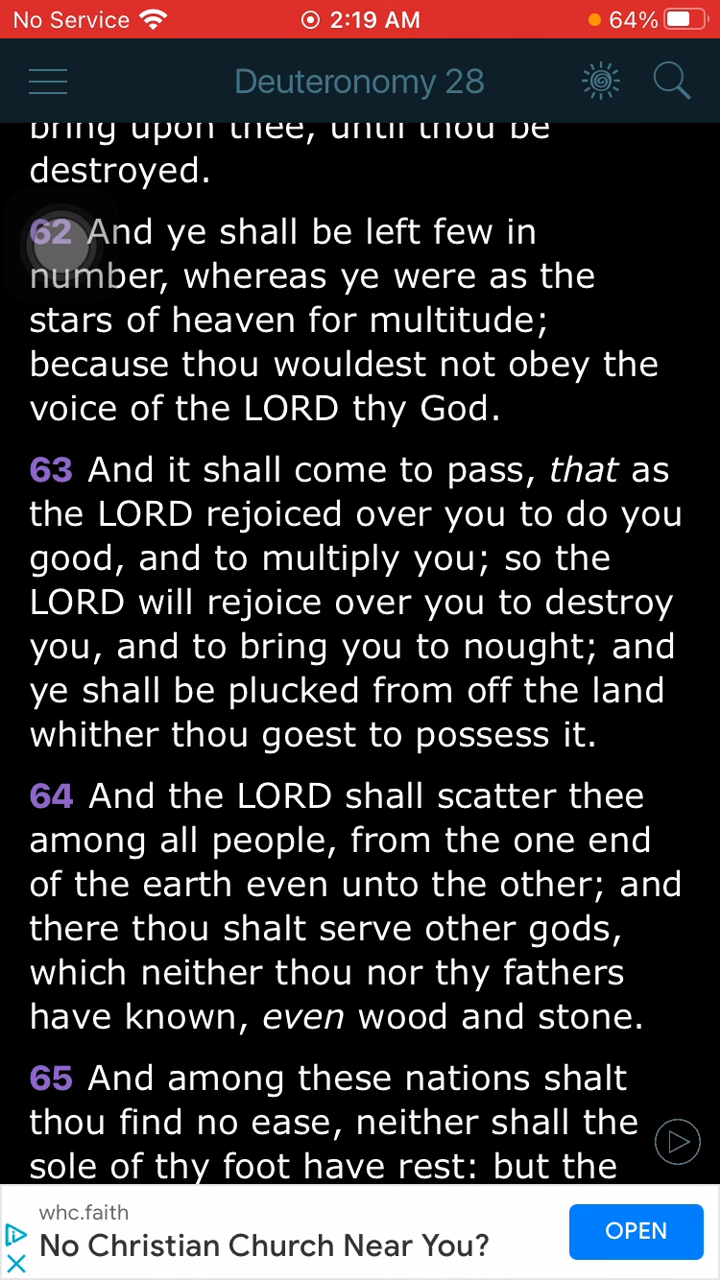 No Service 2:19 AM 64%
Deuteronomy 28
bring upon thee, until thou be
destroyed.
62 And ye shall be left few in
number, whereas ye were as the
stars of heaven for multitude;
because thou wouldest not obey the
voice of the LORD thy God.
63 And it shall come to pass, that as
the LORD rejoiced over you to do you
good, and to multiply you; so the
LORD will rejoice over you to destroy
you, and to bring you to nought; and
ye shall be plucked from off the land
whither thou goest to possess it.
64 And the LORD shall scatter thee
among all people, from the one end
of the earth even unto the other; and
there thou shalt serve other gods,
which neither thou nor thy fathers
have known, even wood and stone.
65 And among these nations shalt
thou find no ease, neither shall the
sole of thy foot have rest: but the
whc.faith
No Christian Church Near You?
OPEN